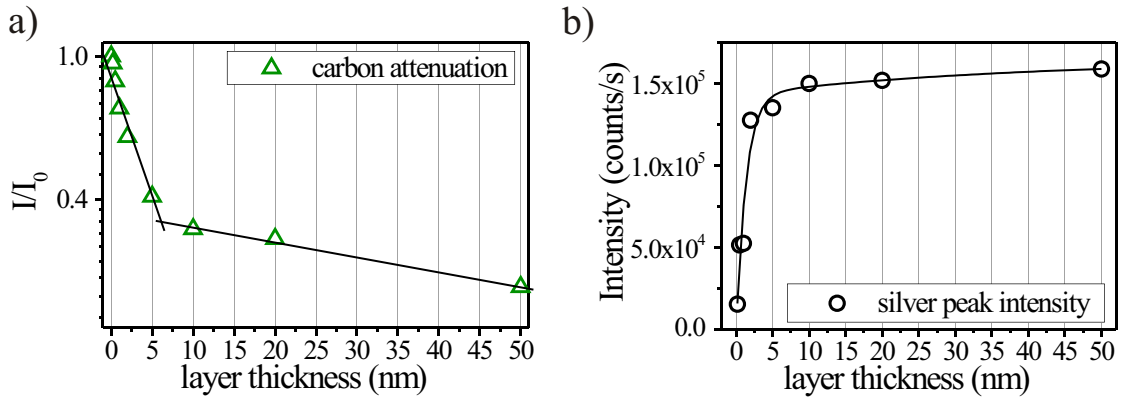 a)
1.0
0.4
I/I0
carbon attenuation
0 5 10 15 20 25 30 35 40 45 50
layer thickness (nm)
b)
1.5x10^5
1.0x10^5
5.0x10^4
0.0
Intensity (counts/s)
silver peak intensity
0 5 10 15 20 25 30 35 40 45 50
layer thickness (nm)